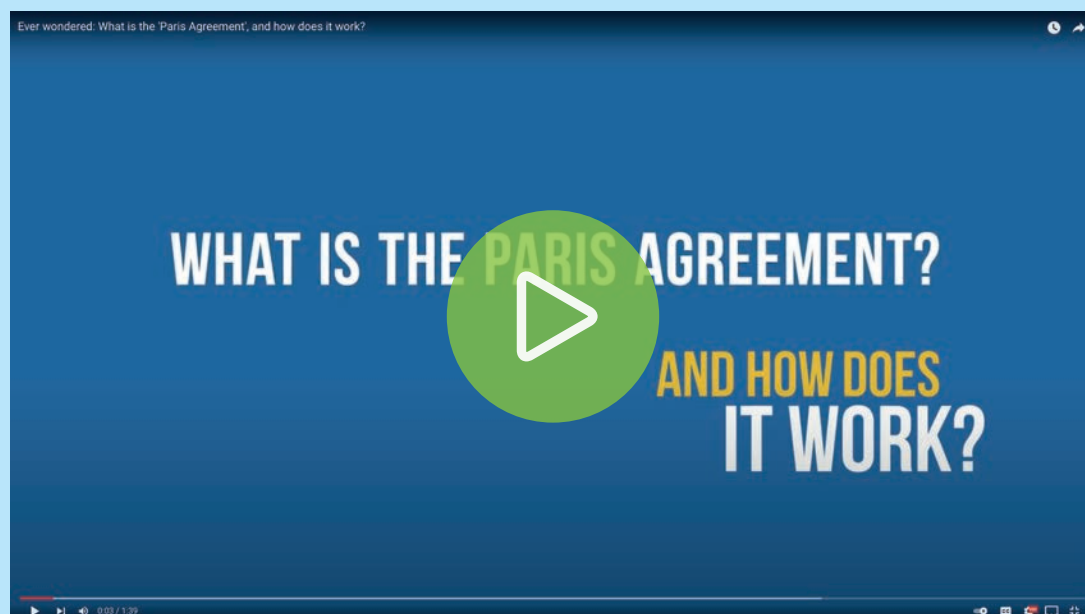 Ever wondered: What is the 'Paris Agreement', and how does it work?
WHAT IS THE PARIS AGREEMENT?
AND HOW DOES
IT WORK?
0:03 / 1:39